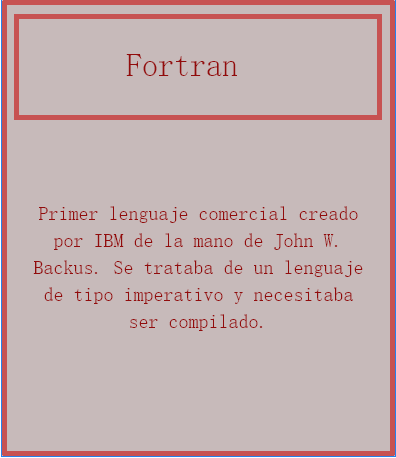 Fortran
Primer lenguaje comercial creado
por IBM de la mano de John W.
Backus. Se trataba de un lenguaje
de tipo imperativo y necesitaba
ser compilado.